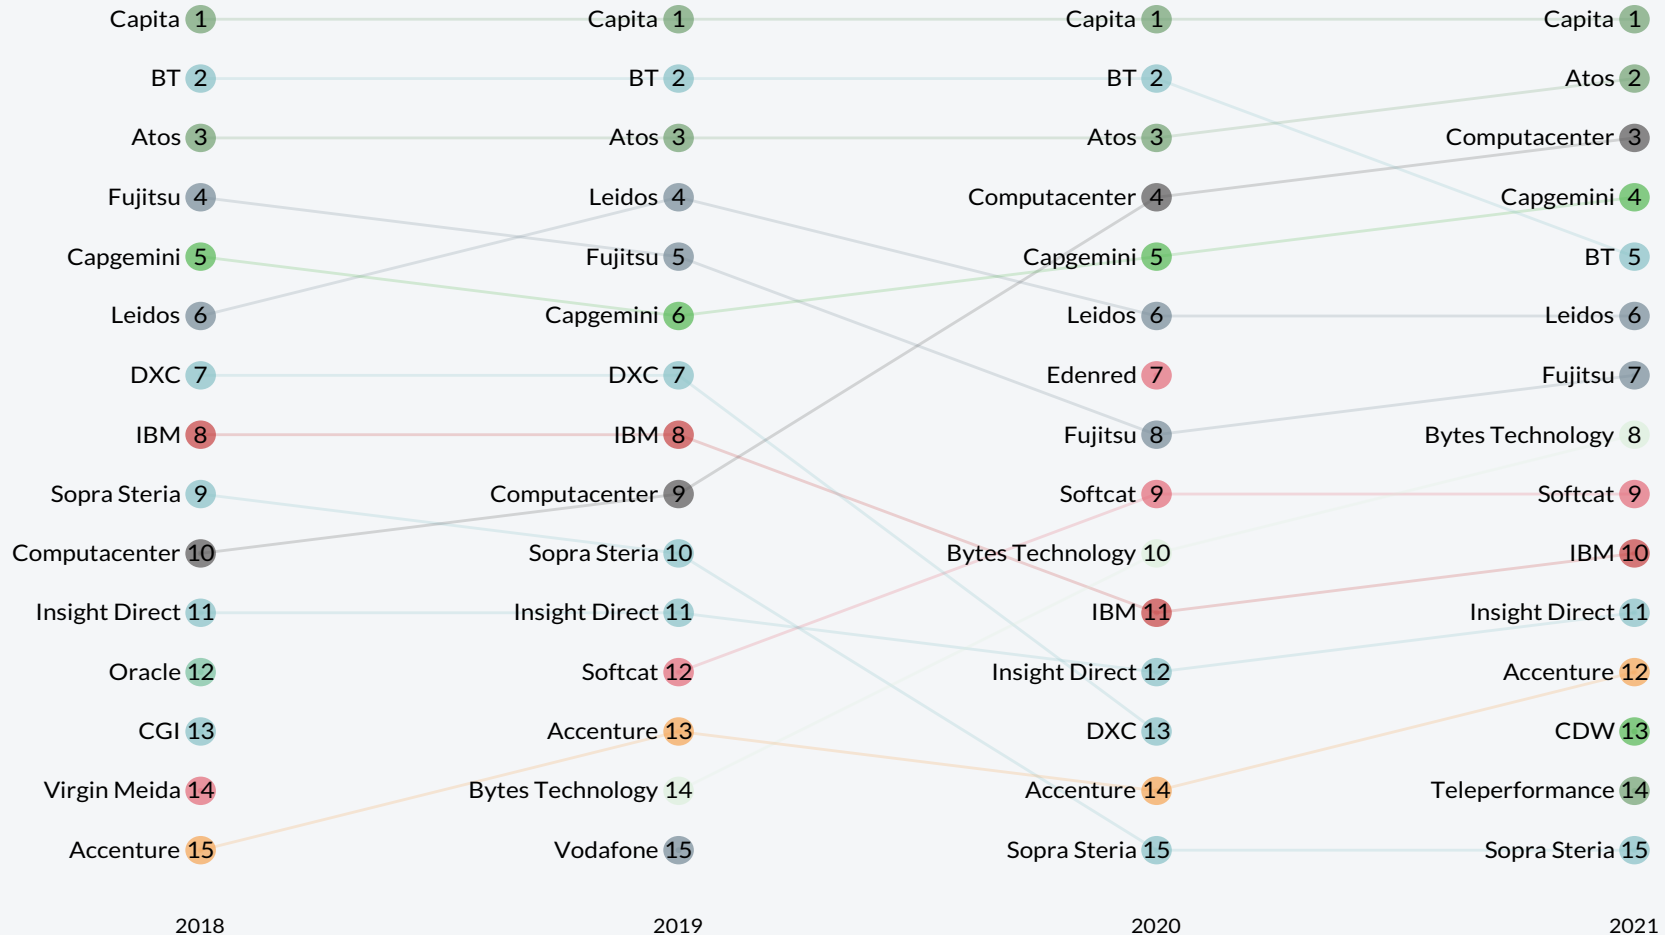 Capita 1 Capita 1 Capita 1 Capita 1
BT 2 BT 2 BT 2 Atos 2
Atos 3 Atos 3 Atos 3 Computacenter 3
Fujitsu 4 Leidos 4 Computacenter 4 Capgemini 4
Capgemini 5 Fujitsu 5 Capgemini 5 BT 5
Leidos 6 Capgemini 6 Leidos 6 Leidos 6
DXC 7 DXC 7 Edenred 7 Fujitsu 7
IBM 8 IBM 8 Fujitsu 8 Bytes Technology 8
Sopra Steria 9 Computacenter 9 Softcat 9 Softcat 9
Computacenter 10 Sopra Steria 10 Bytes Technology 10 IBM 10
Insight Direct 11 Insight Direct 11 IBM 11 Insight Direct 11
Oracle 12 Softcat 12 Insight Direct 12 Accenture 12
CGI 13 Accenture 13 DXC 13 CDW 13
Virgin Meida 14 Bytes Technology 14 Accenture 14 Teleperformance 14
Accenture 15 Vodafone 15 Sopra Steria 15 Sopra Steria 15
2018 2019 2020 2021